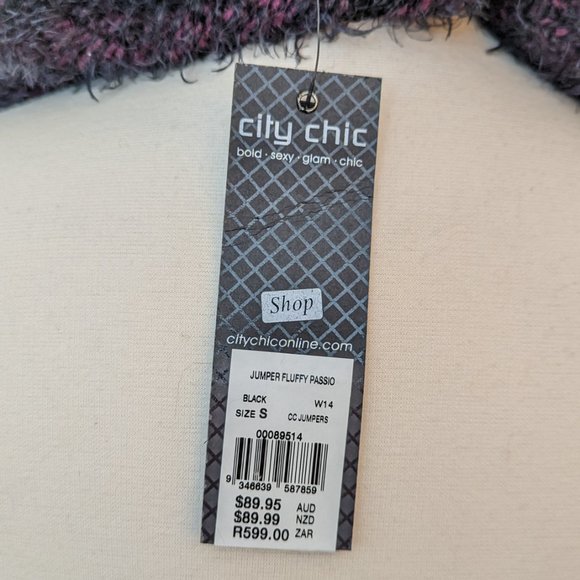 city chic
bold · sexy · glam · chic
Shop
citychiconline.com
JUMPER FLUFFY PASSIO
BLACK W14
SIZE S CC JUMPERS
00089514
9 346639 587859
$89.95 AUD
$89.99 NZD
R599.00 ZAR